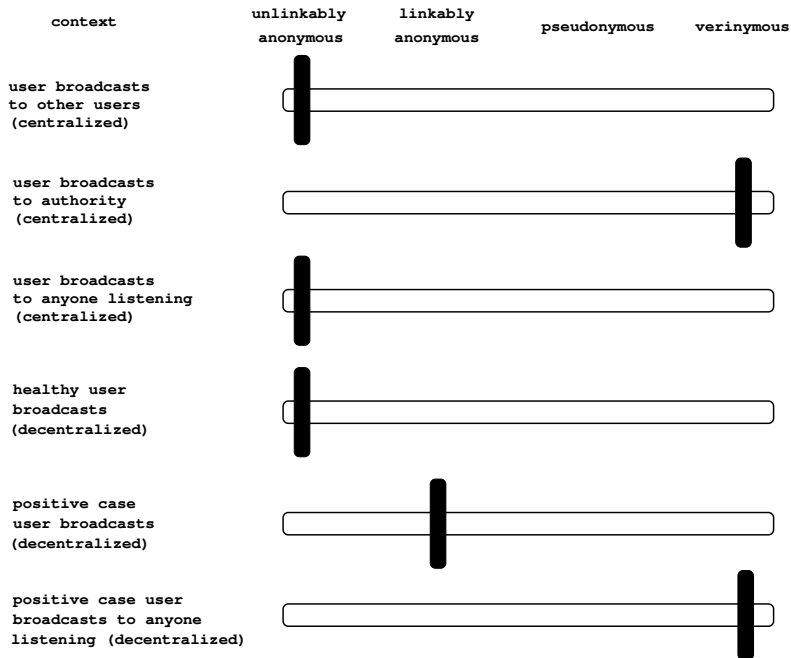 context
unlinkably
anonymous
linkably
anonymous
pseudonymous
verinymous
user broadcasts
to other users
(centralized)
user broadcasts
to authority
(centralized)
user broadcasts
to anyone listening
(centralized)
healthy user
broadcasts
(decentralized)
positive case
user broadcasts
(decentralized)
positive case user
broadcasts to anyone
listening (decentralized)